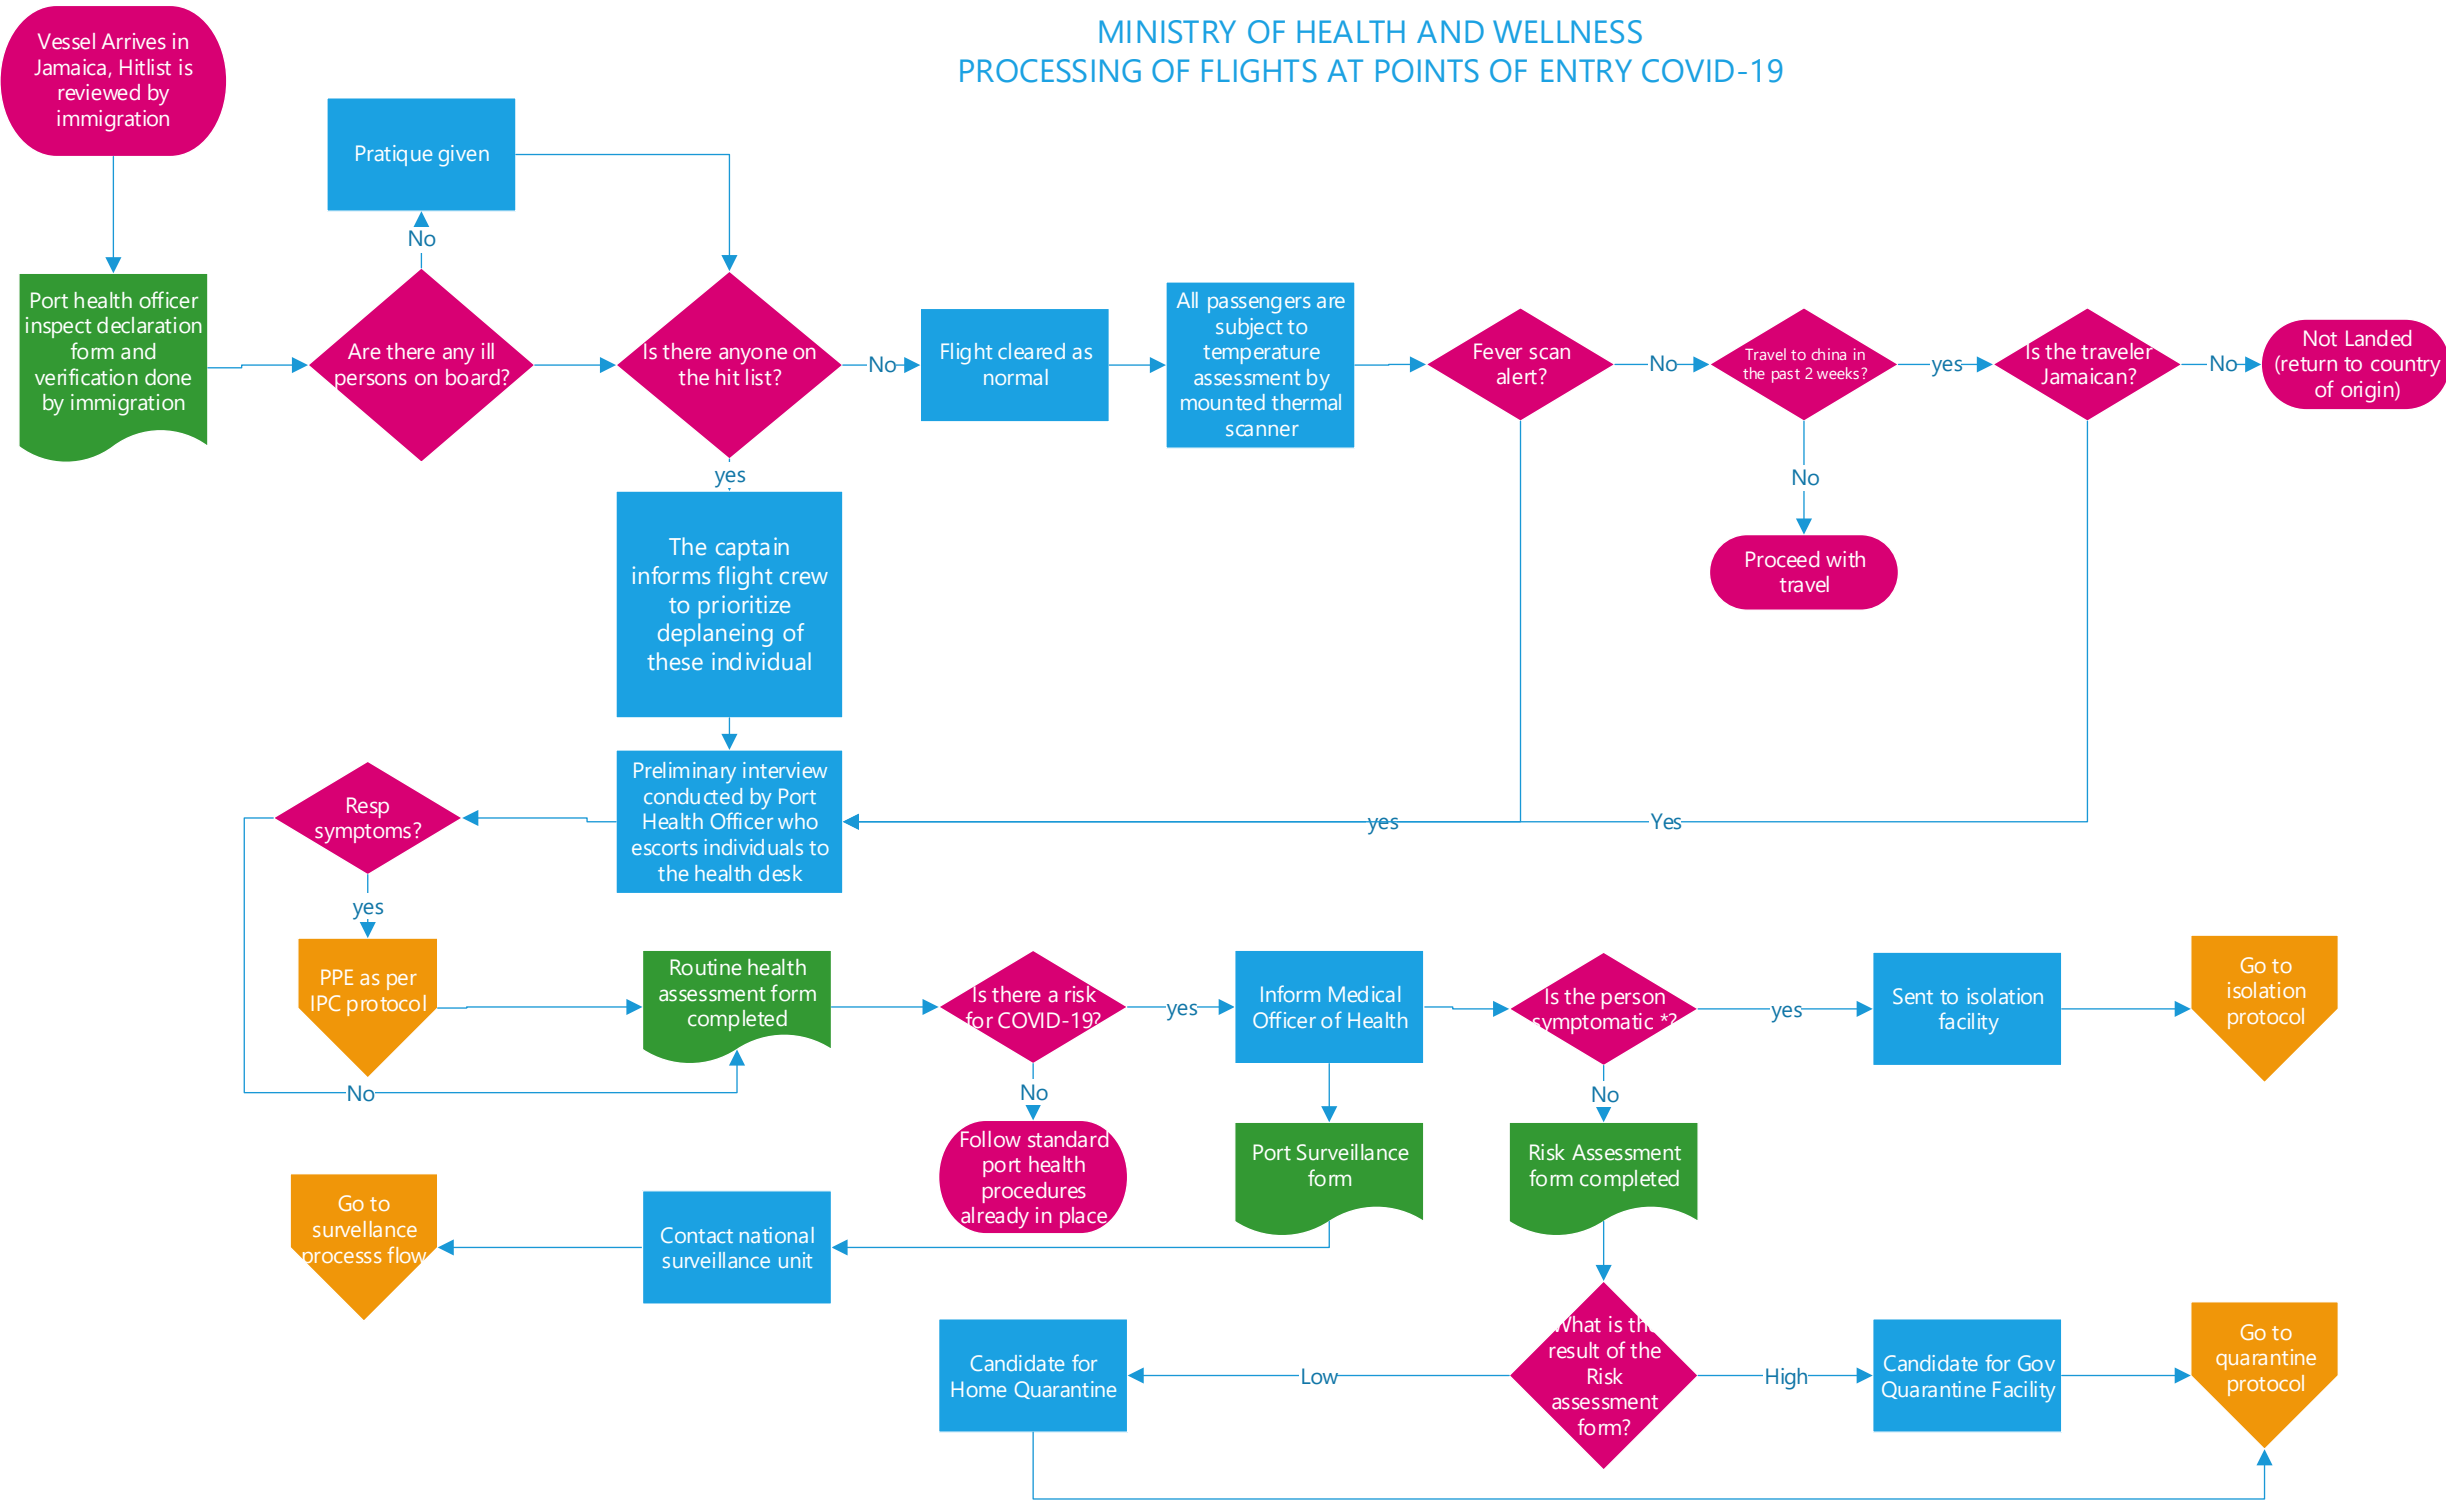 MINISTRY OF HEALTH AND WELLNESS
PROCESSING OF FLIGHTS AT POINTS OF ENTRY COVID-19
Vessel Arrives in
Jamaica, Hitlist is
reviewed by
immigration
Pratique given
No
Port health officer
inspect declaration
form and
verification done
by immigration
Are there any ill
persons on board?
Is there anyone on
the hit list?
No
Flight cleared as
normal
All passengers are
subject to
temperature
assessment by
mounted thermal
scanner
Fever scan
alert?
No
Travel to china in
the past 2 weeks?
yes
Is the traveler
Jamaican?
No
Not Landed
(return to country
of origin)
yes
No
Proceed with
travel
The captain
informs flight crew
to prioritize
deplaneing of
these individual
Resp
symptoms?
Preliminary interview
conducted by Port
Health Officer who
escorts individuals to
the health desk
yes
Yes
yes
PPE as per
IPC protocol
No
Routine health
assessment form
completed
Is there a risk
for COVID-19?
yes
Inform Medical
Officer of Health
Is the person
symptomatic *?
yes
Sent to isolation
facility
Go to
isolation
protocol
No
No
Follow standard
port health
procedures
already in place
Port Surveillance
form
Risk Assessment
form completed
Go to
survellance
processs flow
Contact national
surveillance unit
Candidate for
Home Quarantine
Low
What is the
result of the
Risk
assessment
form?
High
Candidate for Gov
Quarantine Facility
Go to
quarantine
protocol